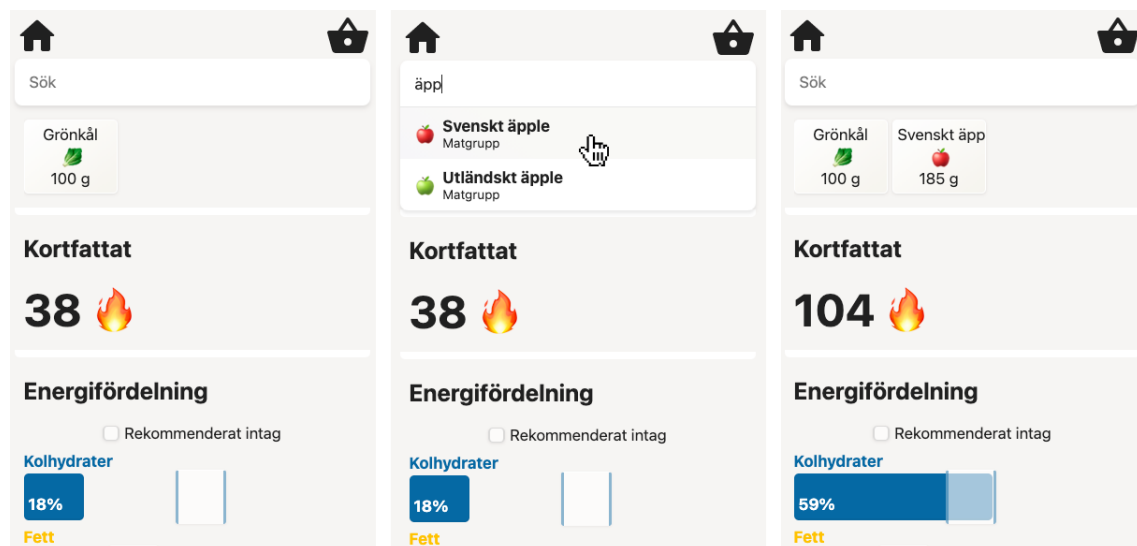 Sök
Grönkål
100 g
Kortfattat
38
Energifördelning
Rekommenderat intag
Kolhydrater
18%
Fett
äpp
Svenskt äpple
Matgrupp
Utländskt äpple
Matgrupp
Kortfattat
38
Energifördelning
Rekommenderat intag
Kolhydrater
18%
Fett
Sök
Grönkål Svenskt äpp
100 g 185 g
Kortfattat
104
Energifördelning
Rekommenderat intag
Kolhydrater
59%
Fett